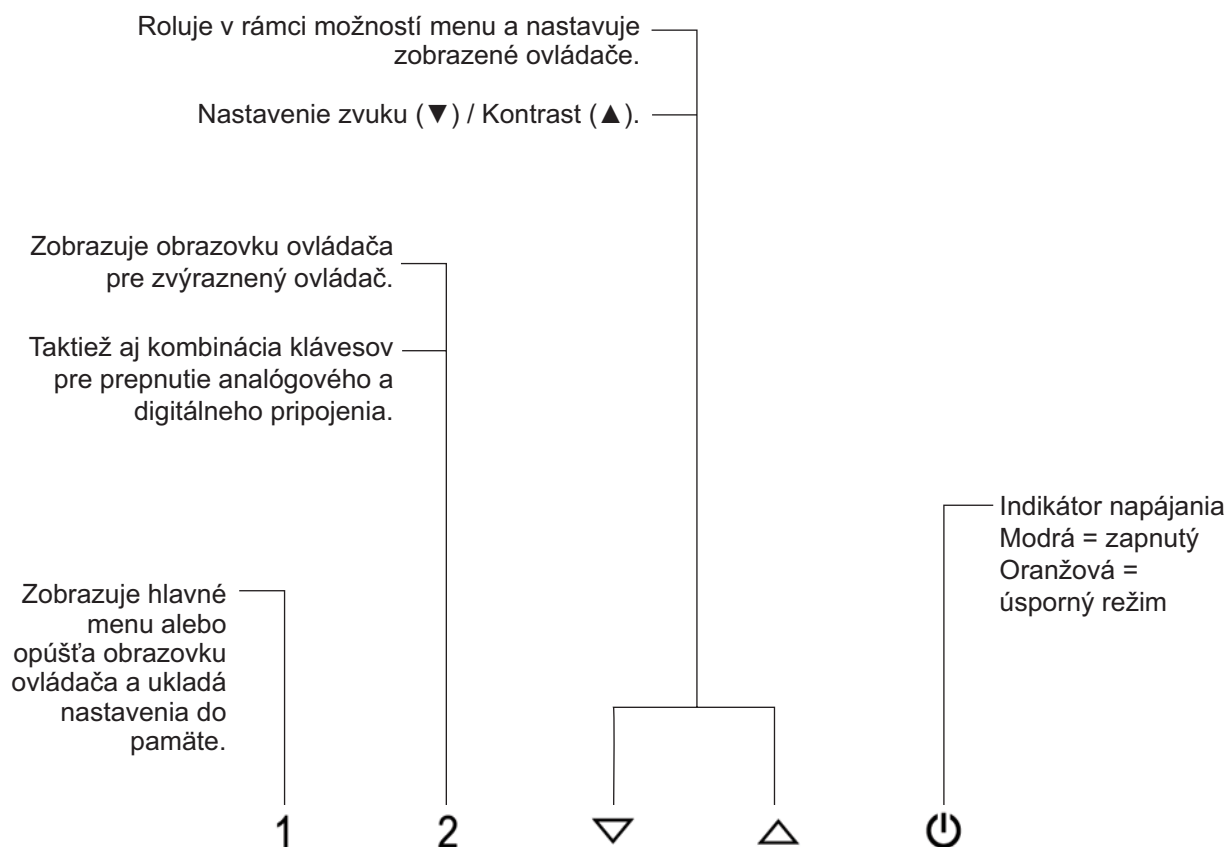 Roluje v rámci možností menu a nastavuje
zobrazené ovládače.
Nastavenie zvuku (▼) / Kontrast (▲).
Zobrazuje obrazovku ovládača
pre zvýraznený ovládač.
Taktiež aj kombinácia klávesov
pre prepnutie analógového a
digitálneho pripojenia.
Indikátor napájania
Modrá = zapnutý
Oranžová =
úsporný režim
Zobrazuje hlavné
menu alebo
opúšťa obrazovku
ovládača a ukladá
nastavenia do
pamäte.
1 2 ▽ △ ⏻